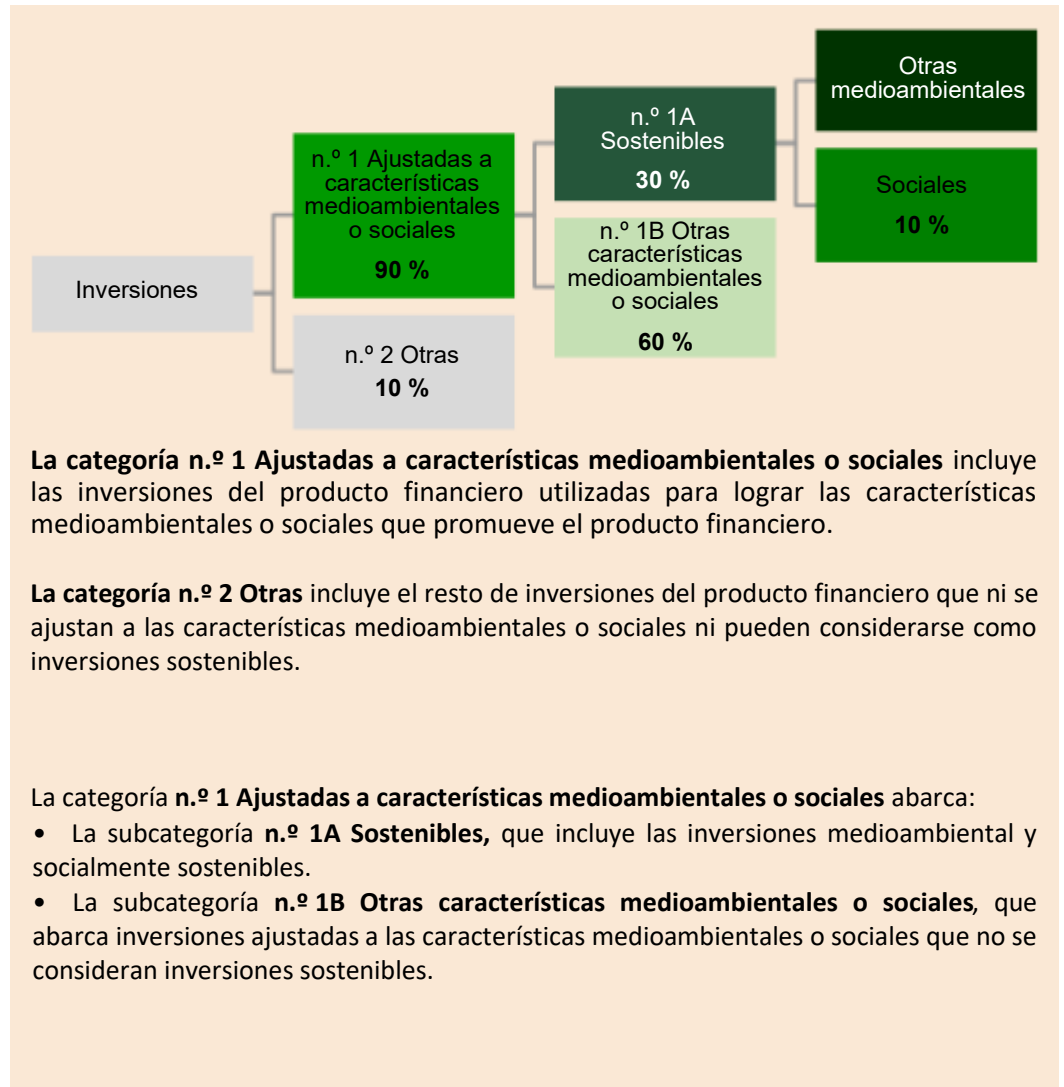 Otras
medioambientales
n.º 1A
Sostenibles
30 %
n.º 1 Ajustadas a
características
medioambientales
o sociales
90 %
Sociales
10 %
n.º 1B Otras
características
medioambientales
o sociales
60 %
Inversiones
n.º 2 Otras
10 %
La categoría n.º 1 Ajustadas a características medioambientales o sociales incluye
las inversiones del producto financiero utilizadas para lograr las características
medioambientales o sociales que promueve el producto financiero.
La categoría n.º 2 Otras incluye el resto de inversiones del producto financiero que ni se
ajustan a las características medioambientales o sociales ni pueden considerarse como
inversiones sostenibles.
La categoría n.º 1 Ajustadas a características medioambientales o sociales abarca:
• La subcategoría n.º 1A Sostenibles, que incluye las inversiones medioambiental y
socialmente sostenibles.
• La subcategoría n.º 1B Otras características medioambientales o sociales, que
abarca inversiones ajustadas a las características medioambientales o sociales que no se
consideran inversiones sostenibles.